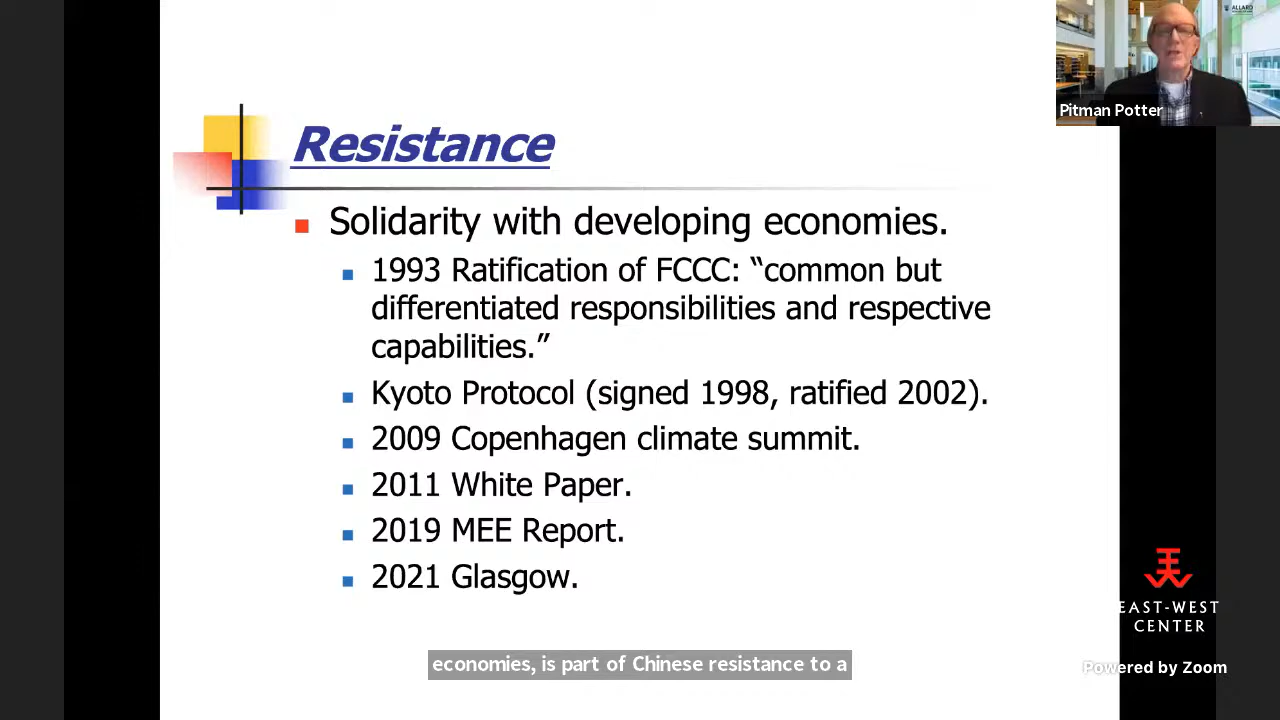 ALLARD
Pitman Potter
Resistance
Solidarity with developing economies.
1993 Ratification of FCCC: “common but
differentiated responsibilities and respective
capabilities.”
Kyoto Protocol (signed 1998, ratified 2002).
2009 Copenhagen climate summit.
2011 White Paper.
2019 MEE Report.
2021 Glasgow.
EAST-WEST
CENTER
economies, is part of Chinese resistance to a
Powered by Zoom